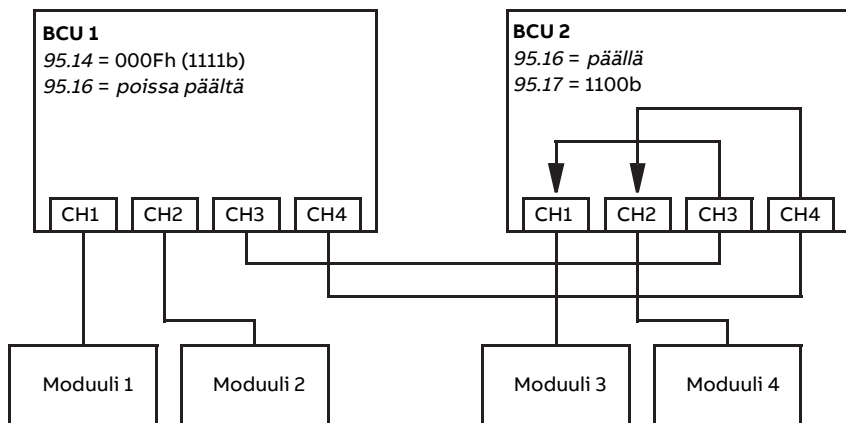 BCU 1
95.14 = 000Fh (1111b)
95.16 = poissa päältä
BCU 2
95.16 = päällä
95.17 = 1100b
CH1 CH2 CH3 CH4
CH1 CH2 CH3 CH4
Moduuli 1
Moduuli 2
Moduuli 3
Moduuli 4